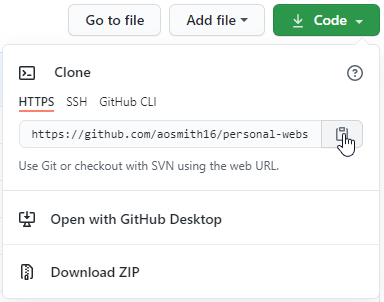 Go to file Add file Code
Clone
HTTPS SSH GitHub CLI
https://github.com/aosmith16/personal-webs
Use Git or checkout with SVN using the web URL.
Open with GitHub Desktop
Download ZIP